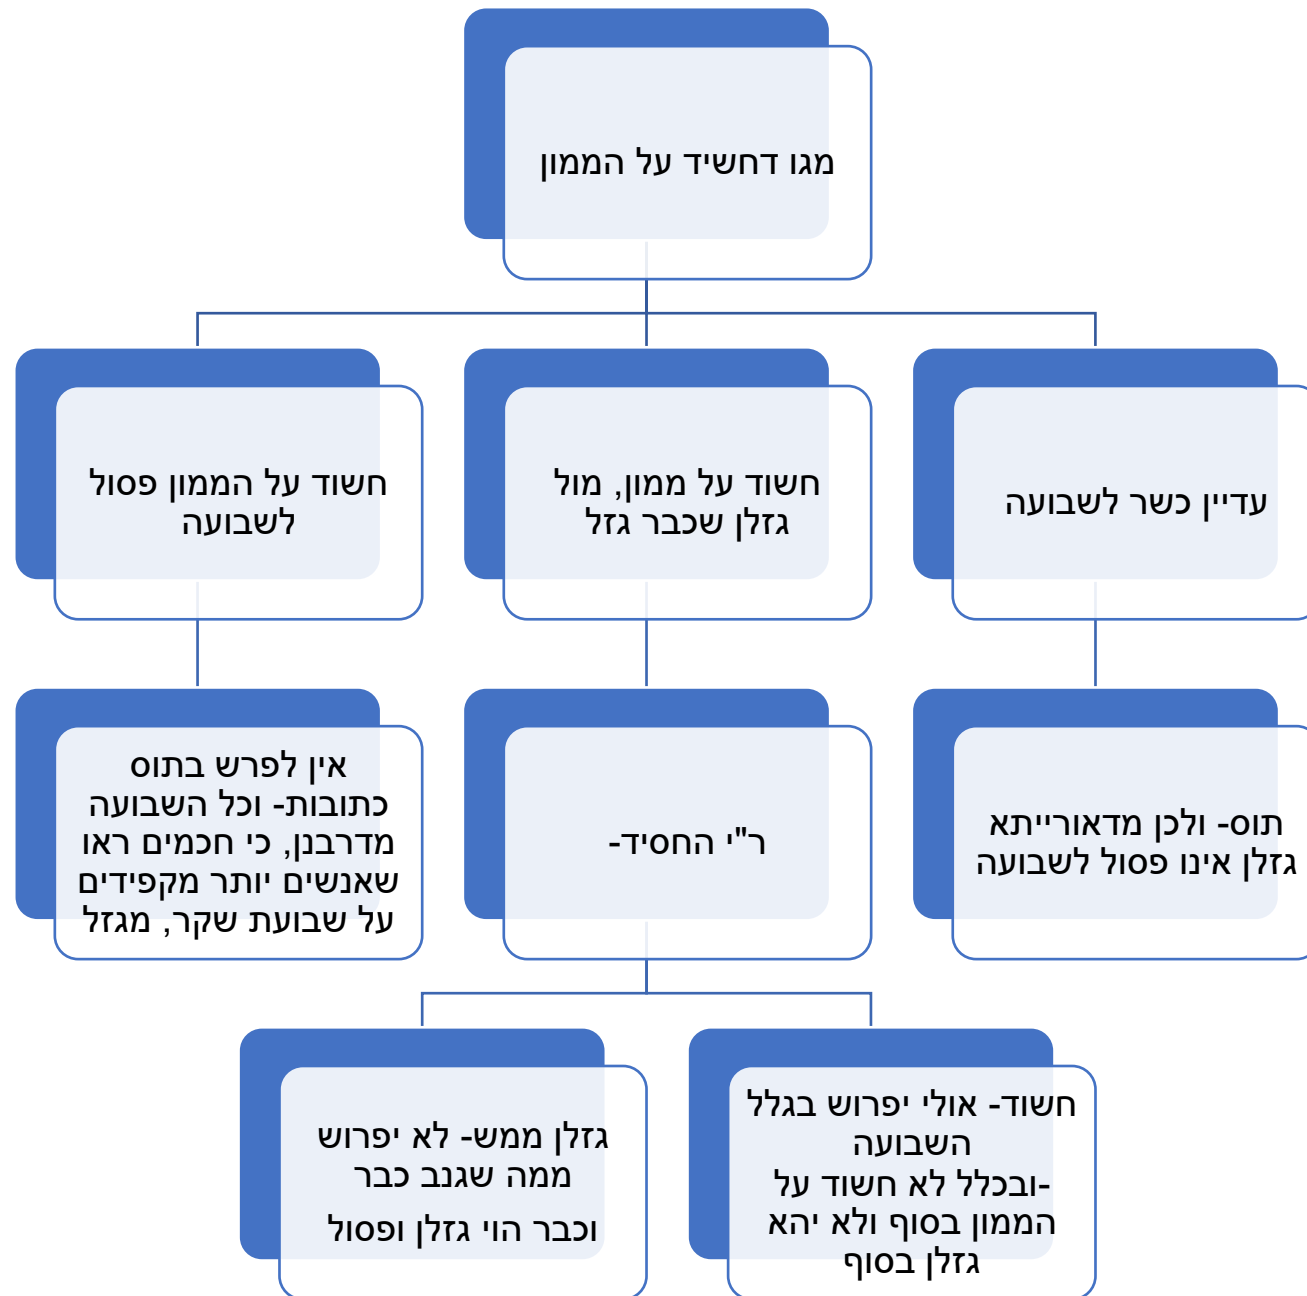 מגו דחשיד על הממון
עדיין כשר לשבועה
חשוד על ממון, מול
גזלן שכבר גזל
חשוד על הממון פסול
לשבועה
תוס- ולכן מדאורייתא
גזלן אינו פסול לשבועה
ר"י החסיד-
אין לפרש בתוס
כתובות- וכל השבועה
מדרבנן, כי חכמים ראו
שאנשים יותר מקפידים
על שבועת שקר, מגזל
חשוד- אולי יפרוש בגלל
השבועה
-ובכלל לא חשוד על
הממון בסוף ולא יהא
גזלן בסוף
גזלן ממש- לא יפרוש
ממה שגנב כבר
וכבר הוי גזלן ופסול